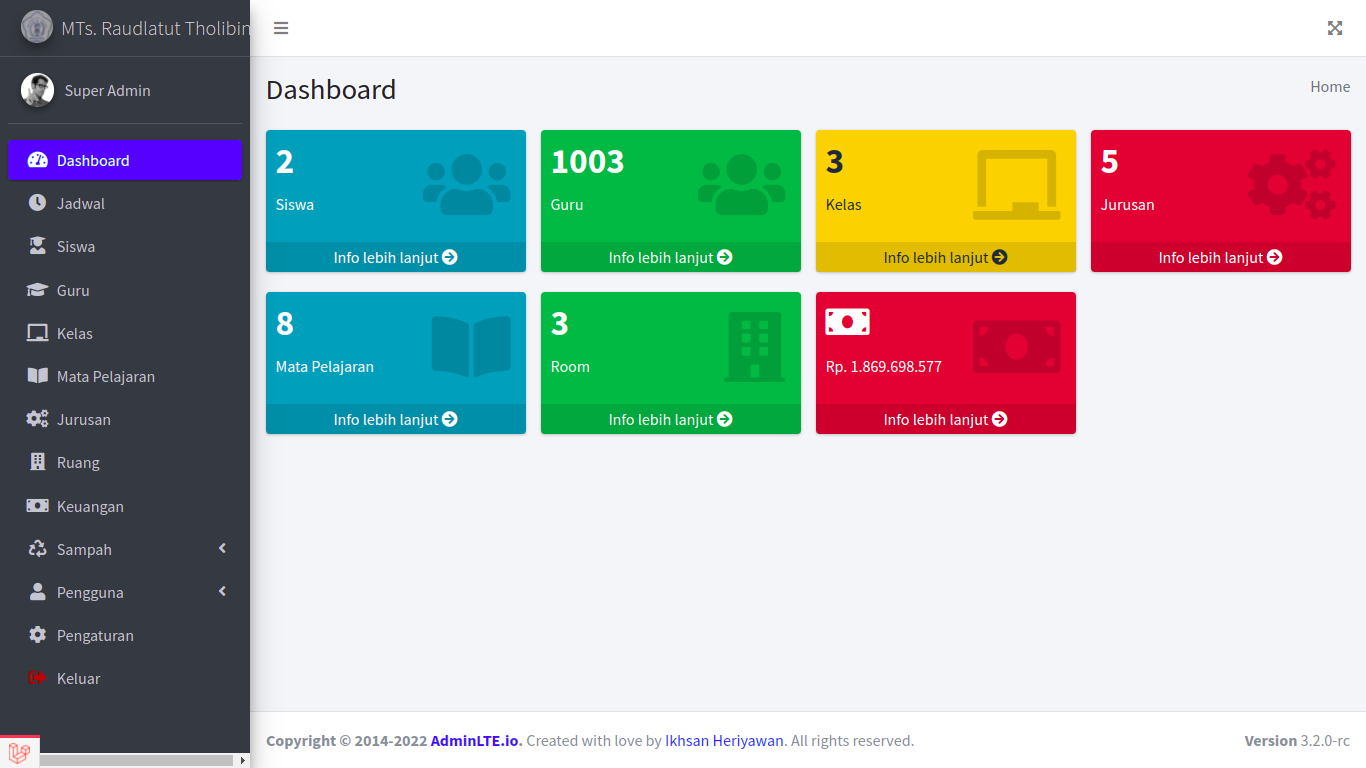 MTs. Raudlatut Tholibin
Super Admin
Dashboard
Jadwal
Siswa
Guru
Kelas
Mata Pelajaran
Jurusan
Ruang
Keuangan
Sampah
Pengguna
Pengaturan
Keluar
Dashboard
Home
2
Siswa
Info lebih lanjut
1003
Guru
Info lebih lanjut
3
Kelas
Info lebih lanjut
5
Jurusan
Info lebih lanjut
8
Mata Pelajaran
Info lebih lanjut
3
Room
Info lebih lanjut
Rp. 1.869.698.577
Info lebih lanjut
Copyright © 2014-2022 AdminLTE.io. Created with love by Ikhsan Heriyawan. All rights reserved.
Version 3.2.0-rc